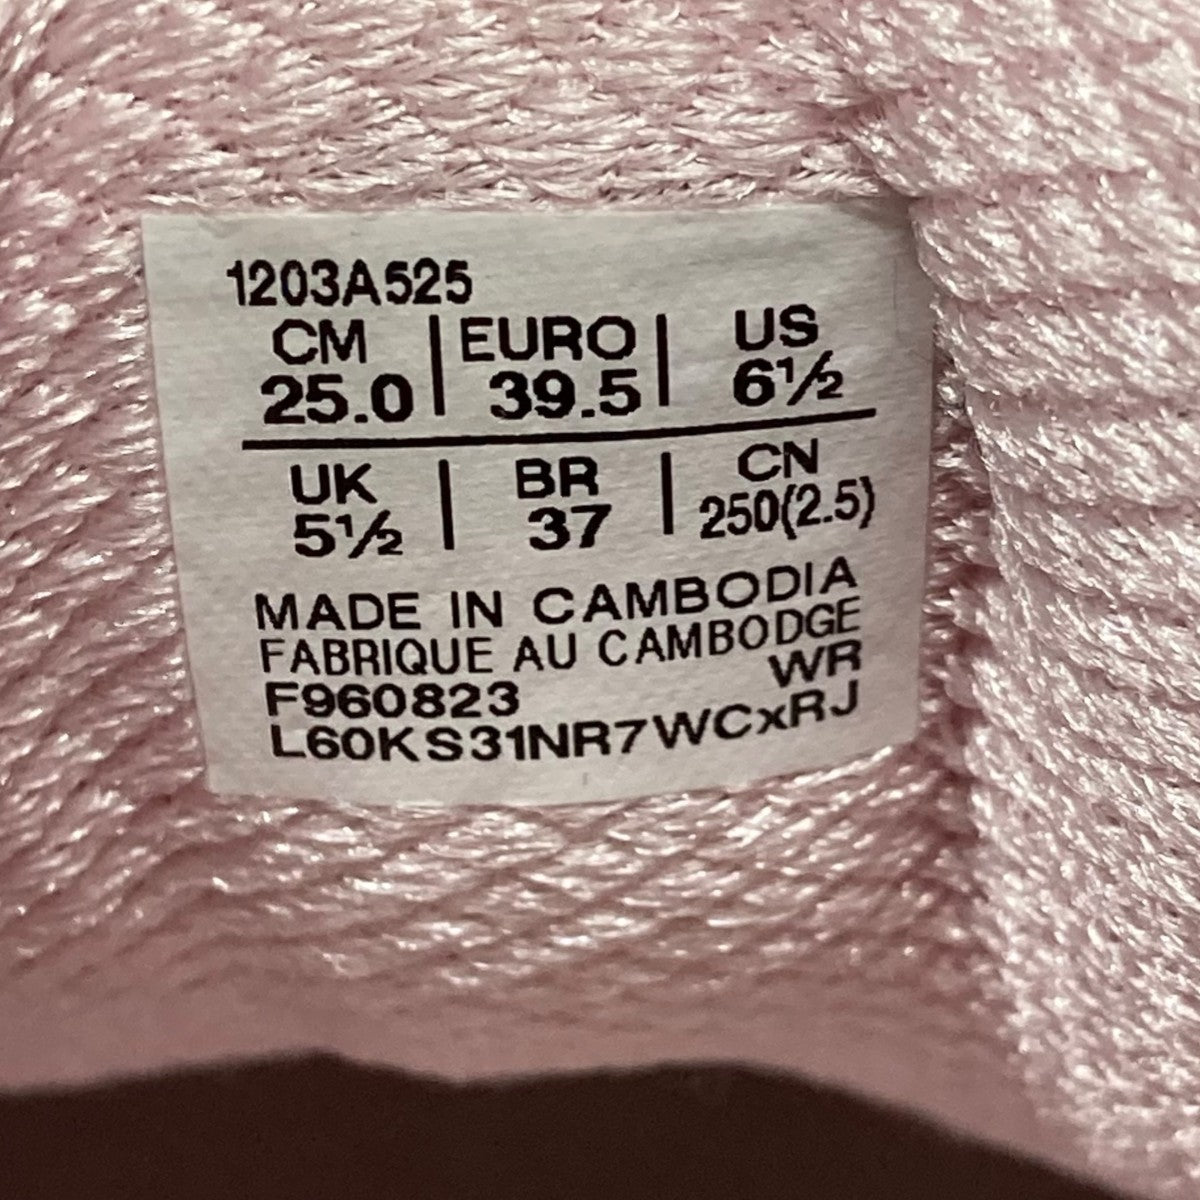 1203A525
CM | EURO | US
25.0 | 39.5 | 6½
UK | BR | CN
5½ | 37 | 250(2.5)
MADE IN CAMBODIA
FABRIQUE AU CAMBODGE
F960823 WR
L60KS31NR7WCxRJ